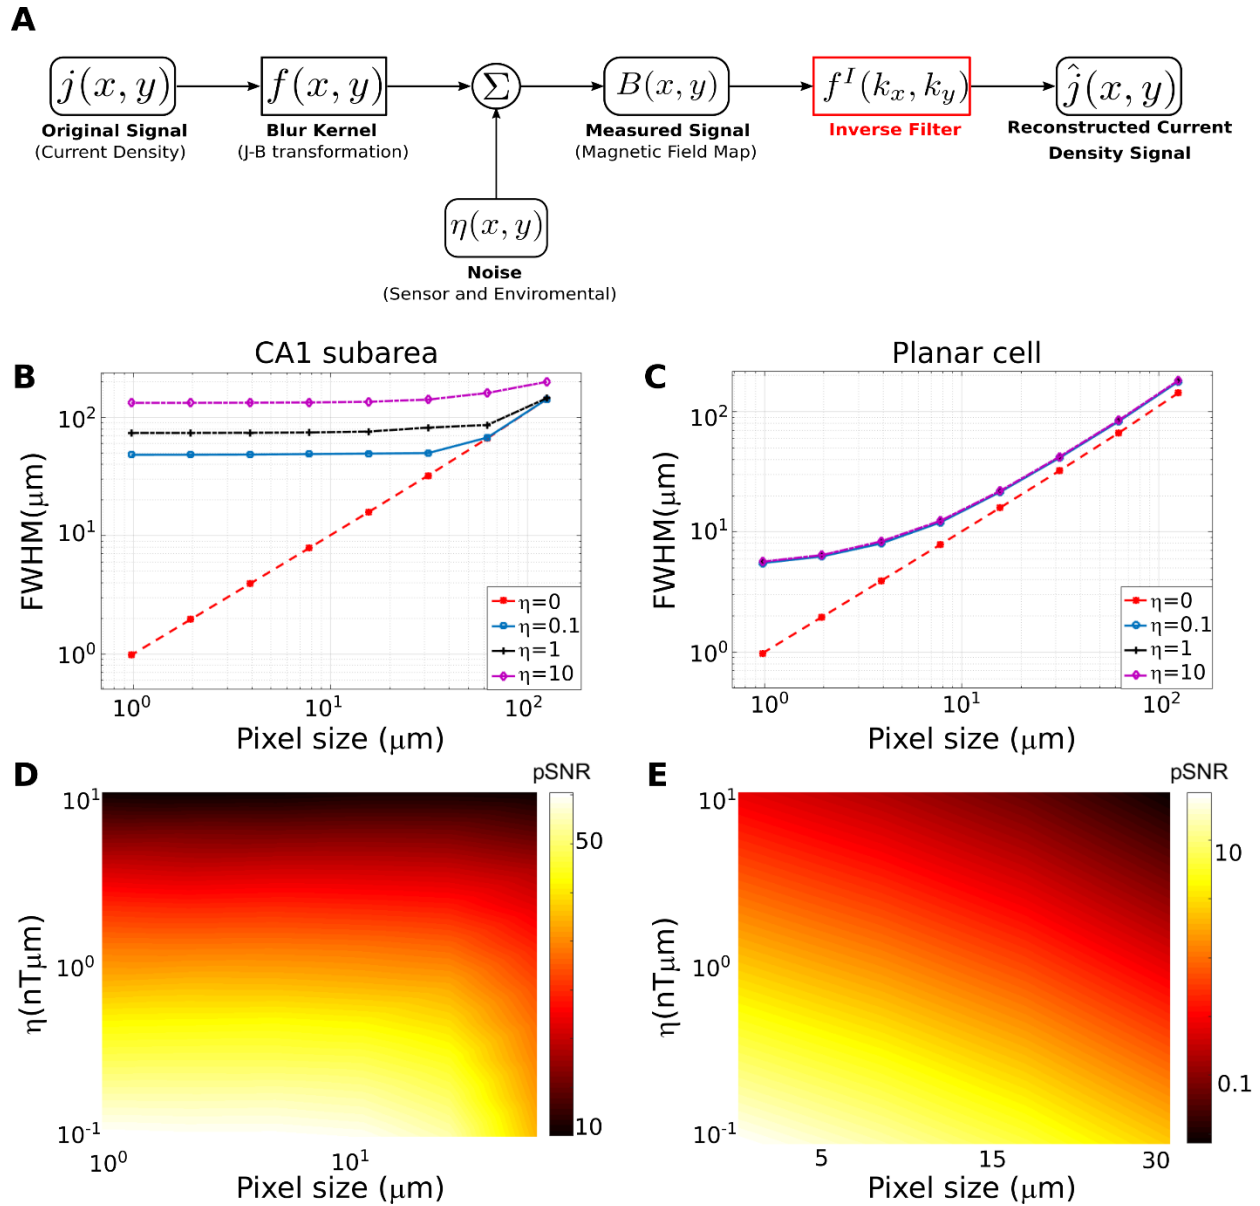 A
j(x, y)
f(x, y)
Σ
B(x, y)
f^I(k_x, k_y)
ĵ(x, y)
Original Signal
(Current Density)
Blur Kernel
(J-B transformation)
Measured Signal
(Magnetic Field Map)
Inverse Filter
Reconstructed Current
Density Signal
η(x, y)
Noise
(Sensor and Enviromental)
B
CA1 subarea
FWHM(μm)
10^2
10^1
10^0
10^0
10^1
10^2
Pixel size (μm)
η=0
η=0.1
η=1
η=10
C
Planar cell
FWHM(μm)
10^2
10^1
10^0
10^0
10^1
10^2
Pixel size (μm)
η=0
η=0.1
η=1
η=10
D
pSNR
η(nTμm)
10^1
10^0
10^-1
10^0
10^1
Pixel size (μm)
50
10
E
pSNR
η(nTμm)
10^1
10^0
10^-1
5
15
30
Pixel size (μm)
10
0.1